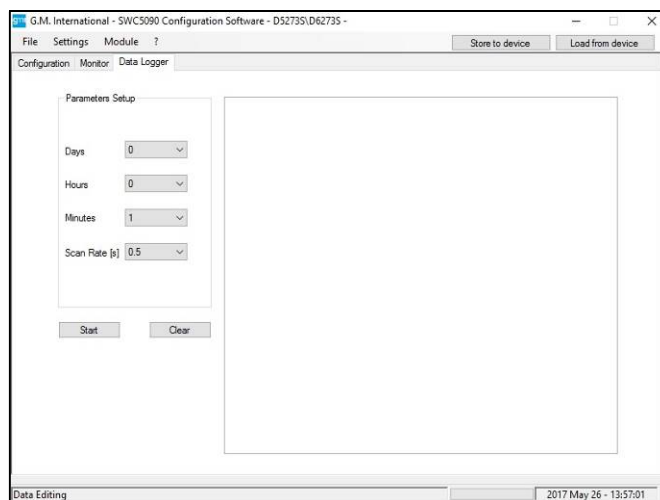 G.M. International - SWC5090 Configuration Software - D5273S\D6273S -
File Settings Module ? Store to device Load from device
Configuration Monitor Data Logger
Parameters Setup
Days 0
Hours 0
Minutes 1
Scan Rate [s] 0.5
Start Clear
Data Editing 2017 May 26 - 13:57:01